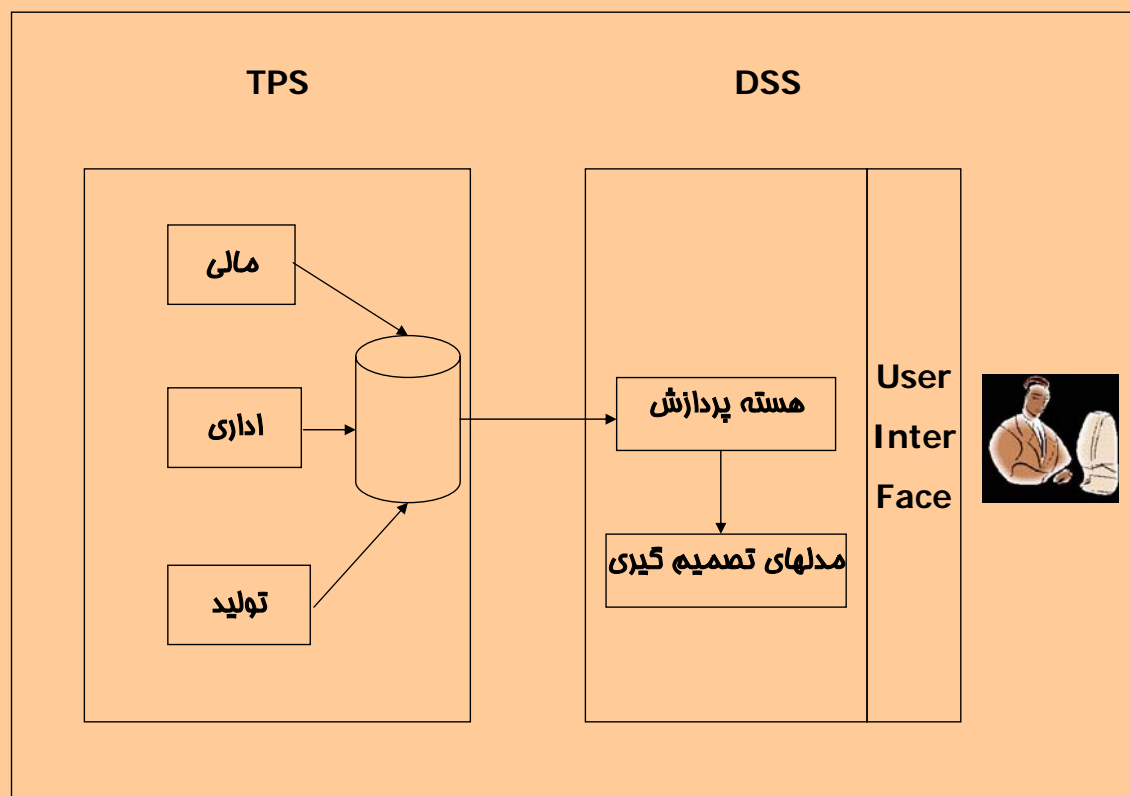 TPS
DSS
مالی
اداری
تولید
هسته پردازش
مدلهای تصمیم گیری
User
Inter
Face